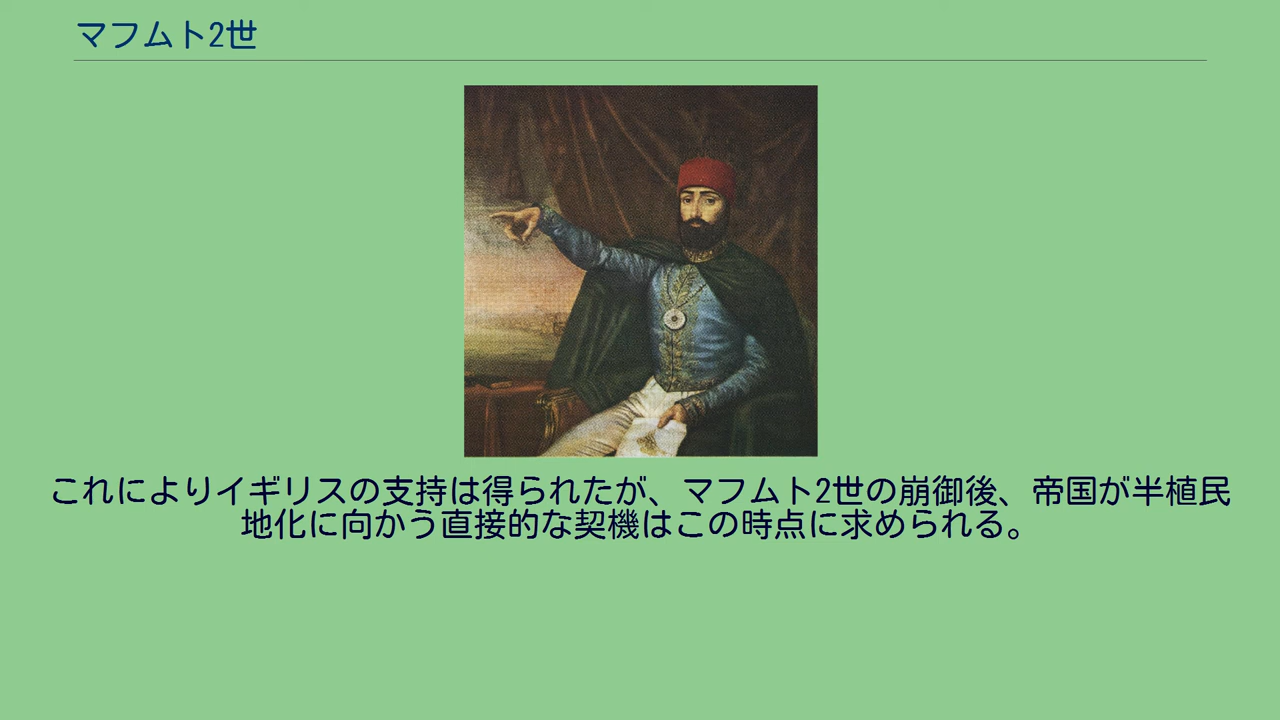 マフムト2世
これによりイギリスの支持は得られたが、マフムト2世の崩御後、帝国が半植民
地化に向かう直接的な契機はこの時点に求められる。